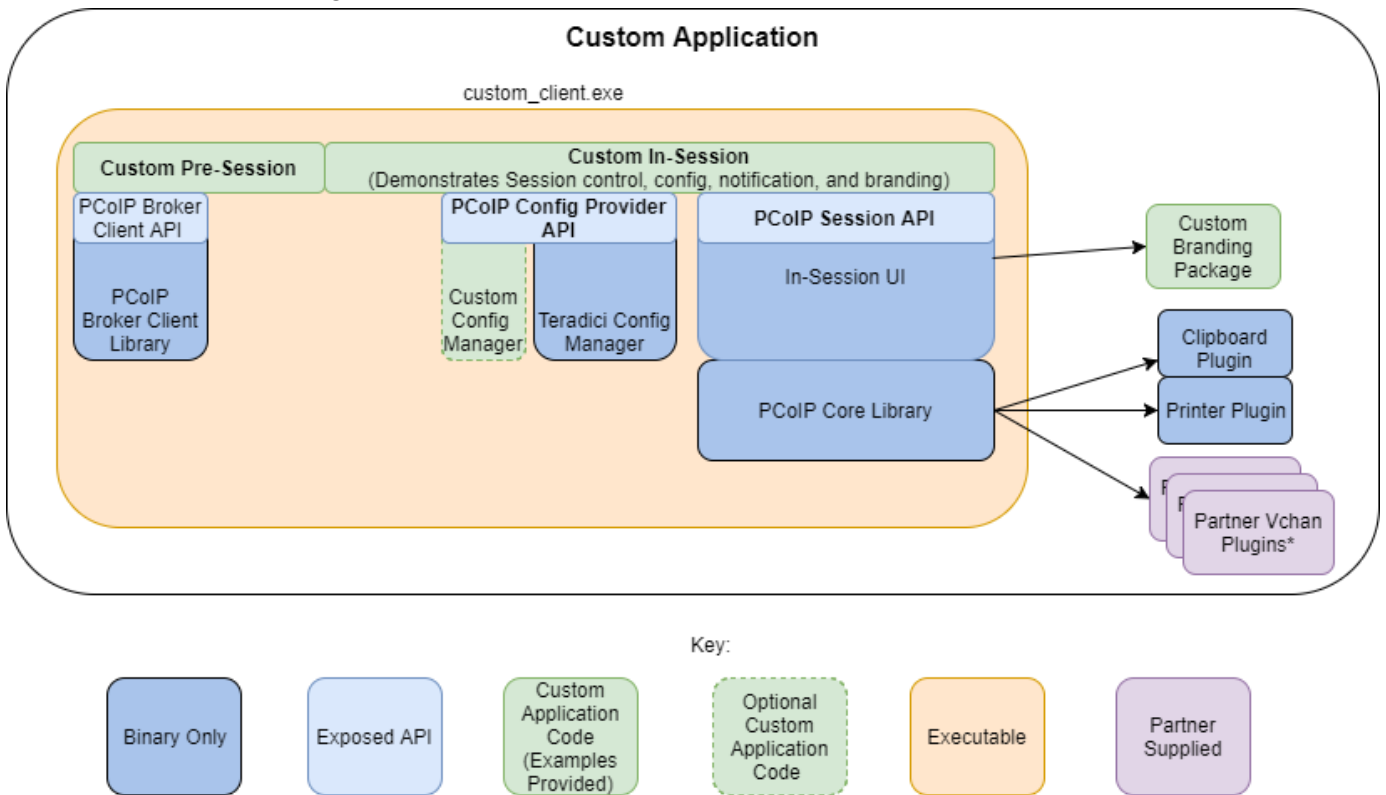 Custom Application
custom_client.exe
Custom Pre-Session
Custom In-Session
(Demonstrates Session control, config, notification, and branding)
PCoIP Broker
Client API
PCoIP Config Provider
API
PCoIP Session API
PCoIP
Broker Client
Library
Custom
Config
Manager
Teradici Config
Manager
In-Session UI
PCoIP Core Library
Custom
Branding
Package
Clipboard
Plugin
Printer Plugin
Partner Vchan
Plugins*
Key:
Binary Only
Exposed API
Custom
Application
Code
(Examples
Provided)
Optional
Custom
Application
Code
Executable
Partner
Supplied